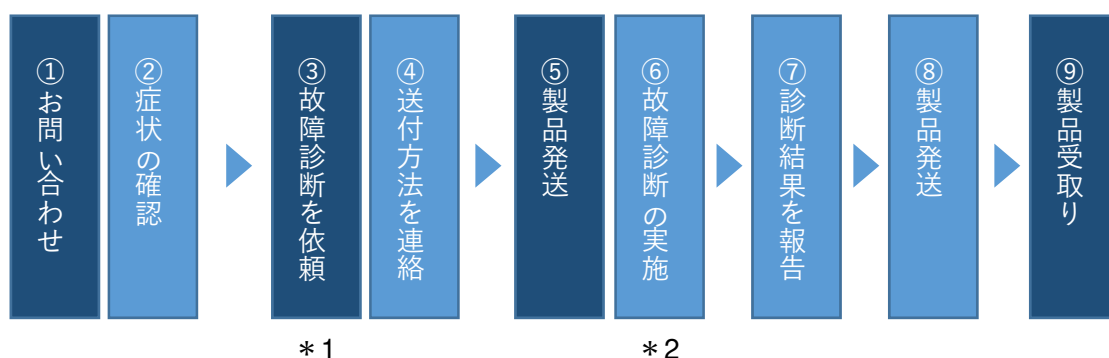 ①お問い合わせ
②症状の確認
③故障診断を依頼
④送付方法を連絡
⑤製品発送
⑥故障診断の実施
⑦診断結果を報告
⑧製品発送
⑨製品受取り
＊1
＊2